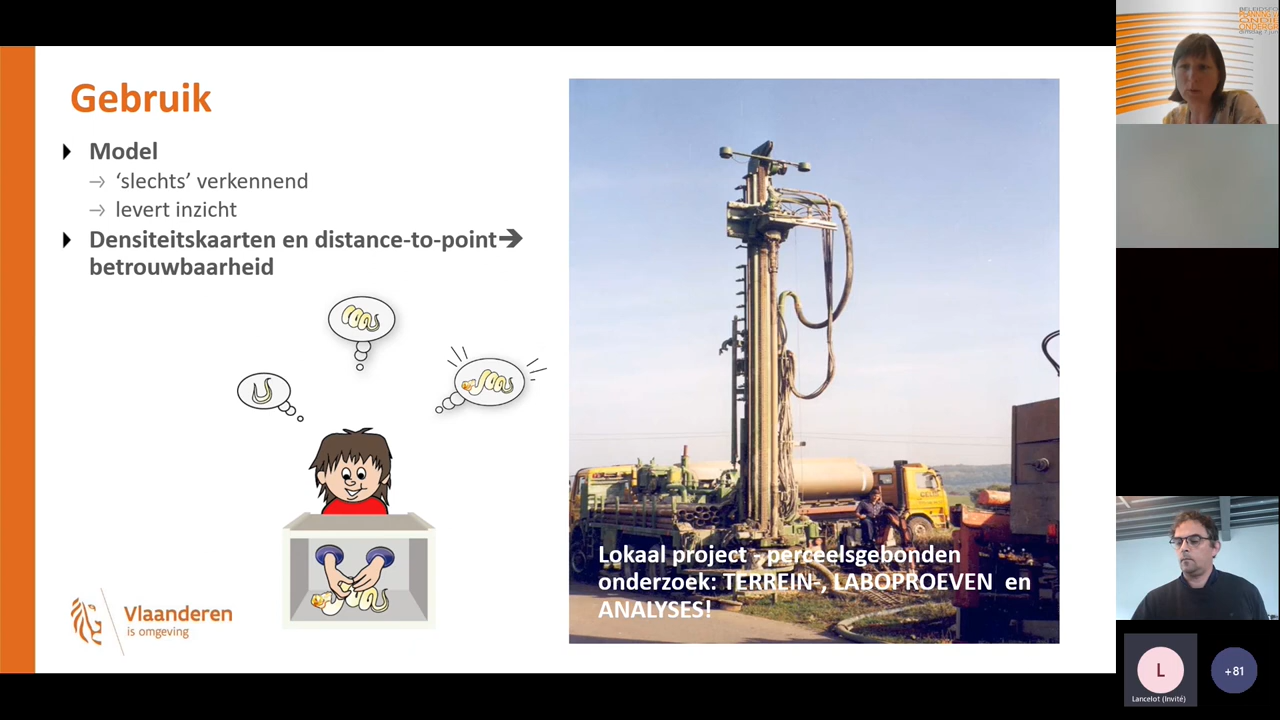 Gebruik
Model
→ ‘slechts’ verkennend
→ levert inzicht
Densiteitskaarten en distance-to-point➔
betrouwbaarheid
Lokaal project - perceelsgebonden
onderzoek: TERREIN-, LABOPROEVEN en
ANALYSES!
Vlaanderen
is omgeving
L
+81
Lancelot (Invité)